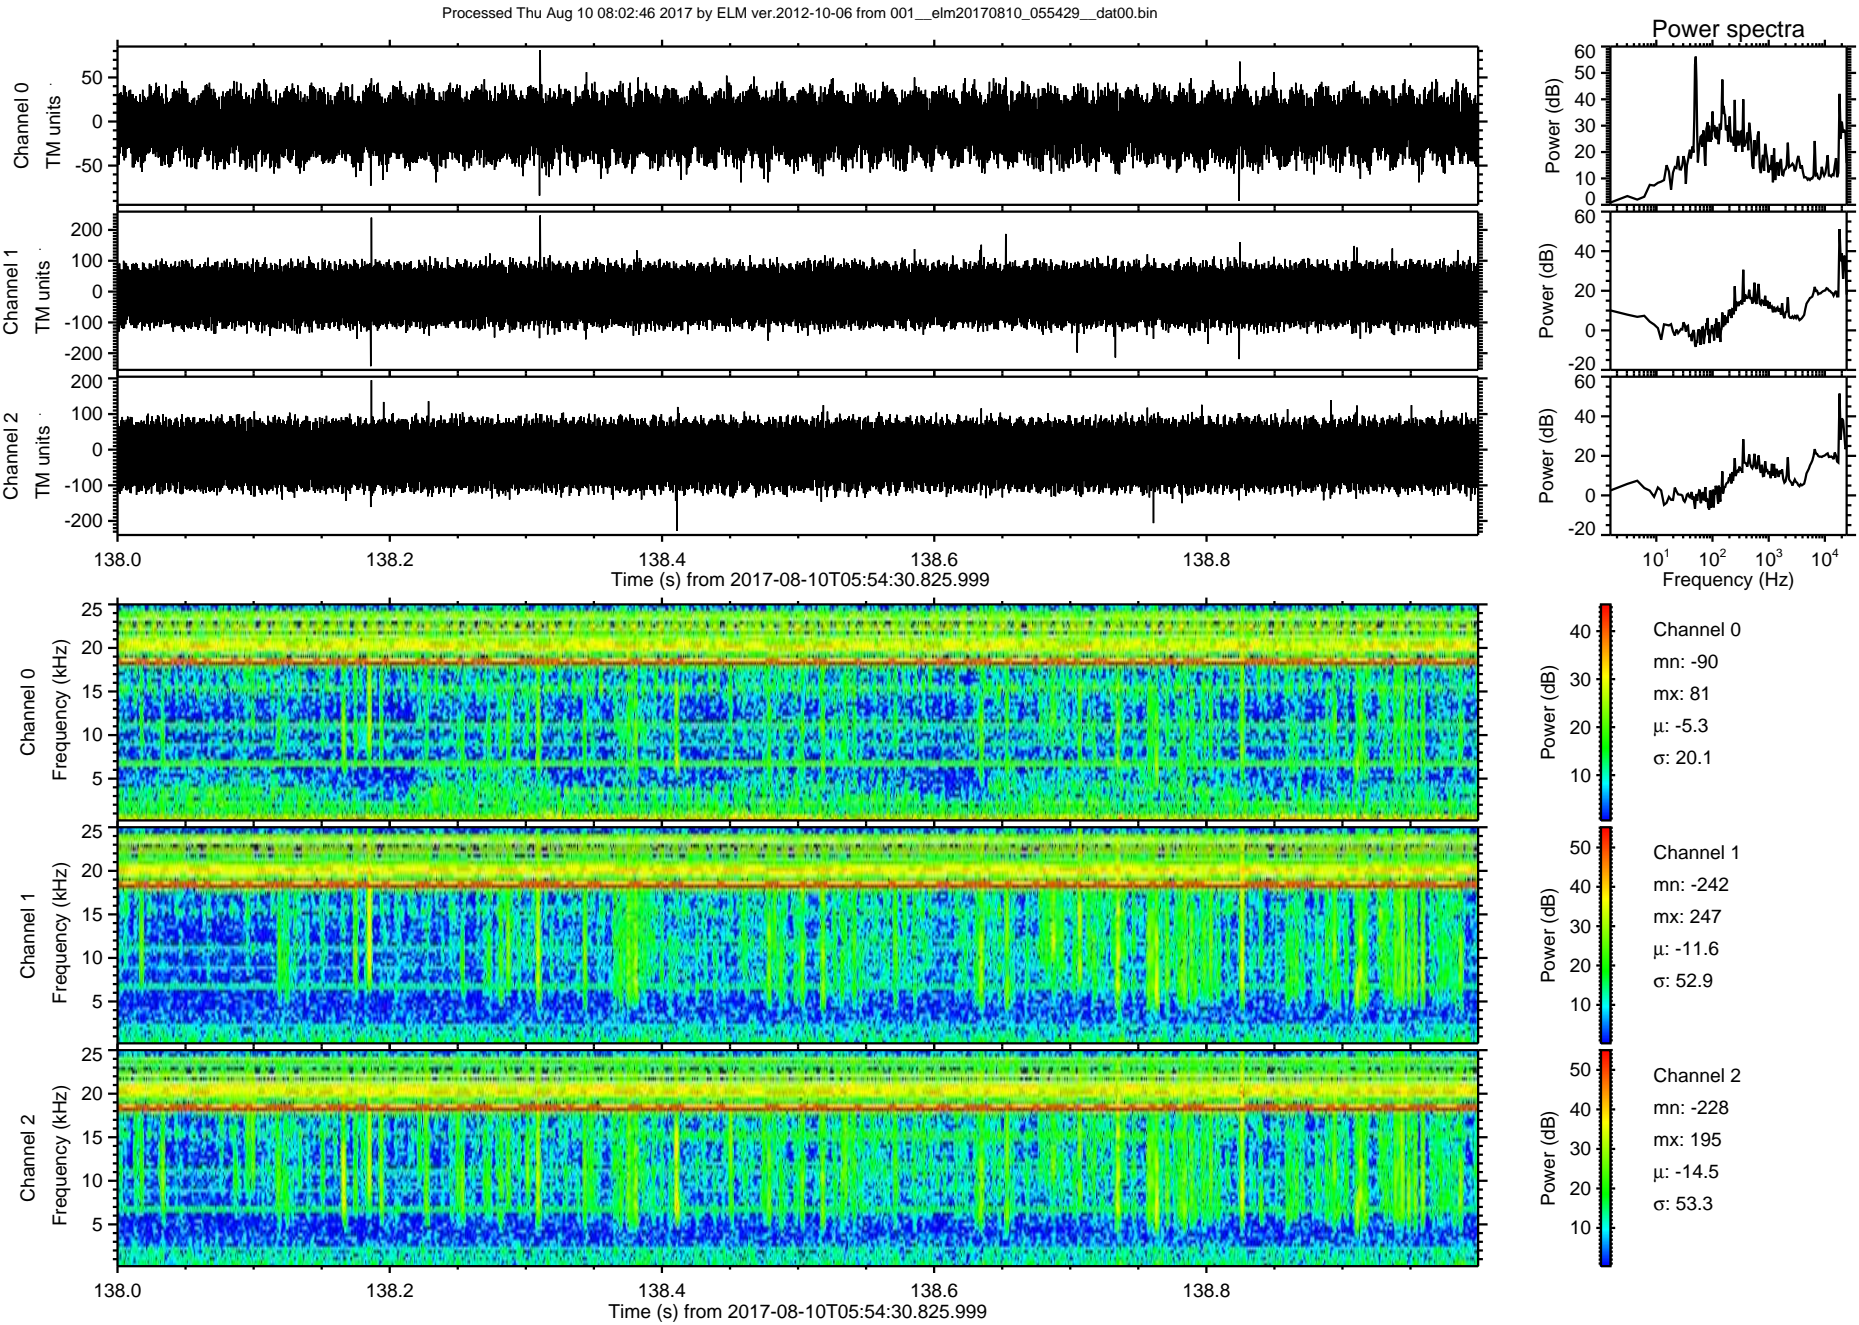 Processed Thu Aug 10 08:02:46 2017 by ELM ver.2012-10-06 from 001__elm20170810_055429__dat00.bin
Power spectra
Channel 0
TM units
50
0
-50
Power (dB)
60
50
40
30
20
10
0
Channel 1
TM units
200
100
0
-100
-200
Power (dB)
60
40
20
0
-20
Channel 2
TM units
200
100
0
-100
-200
Power (dB)
60
40
20
0
-20
138.0 138.2 138.4 138.6 138.8
Time (s) from 2017-08-10T05:54:30.825.999
10^1 10^2 10^3 10^4
Frequency (Hz)
Channel 0
Frequency (kHz)
25
20
15
10
5
Power (dB)
40
30
20
10
Channel 0
mn: -90
mx: 81
μ: -5.3
σ: 20.1
Channel 1
Frequency (kHz)
25
20
15
10
5
Power (dB)
50
40
30
20
10
Channel 1
mn: -242
mx: 247
μ: -11.6
σ: 52.9
Channel 2
Frequency (kHz)
25
20
15
10
5
Power (dB)
50
40
30
20
10
Channel 2
mn: -228
mx: 195
μ: -14.5
σ: 53.3
138.0 138.2 138.4 138.6 138.8
Time (s) from 2017-08-10T05:54:30.825.999